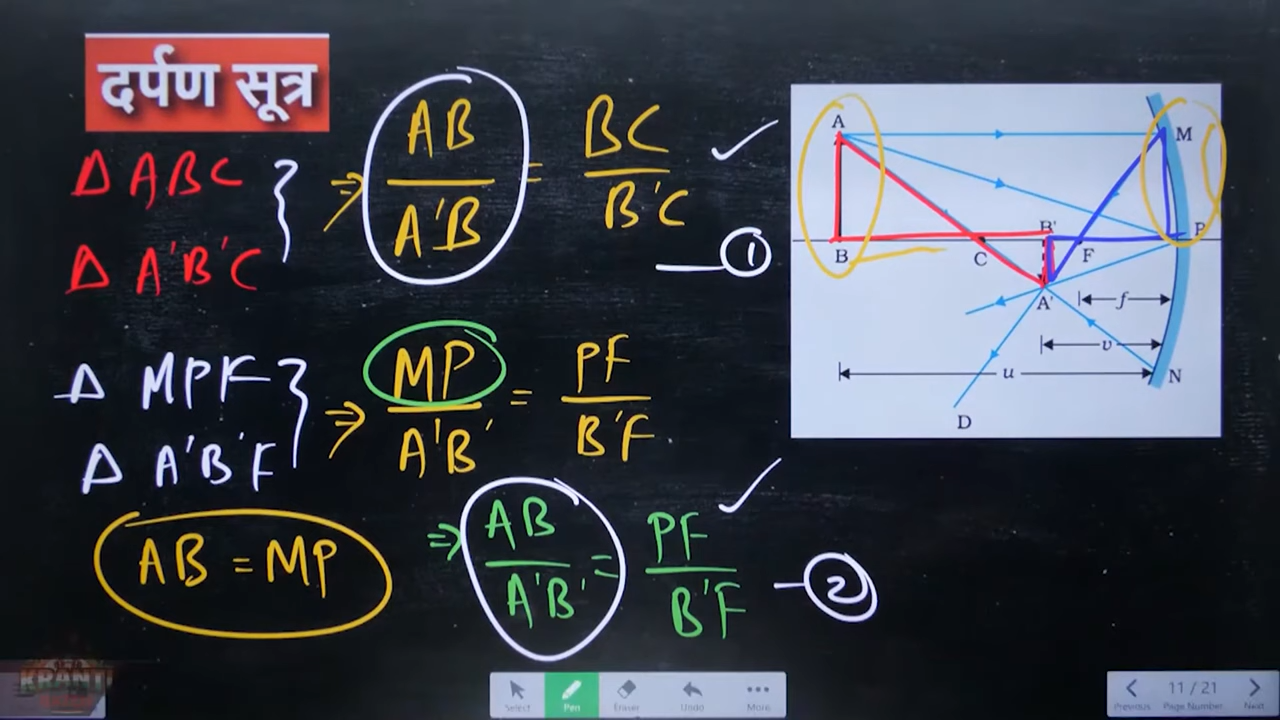 दर्पण सूत्र
Δ ABC
Δ A'B'C
⇒ AB/A'B = BC/B'C ✓
— ①
Δ MPF
Δ A'B'F
⇒ MP/A'B' = PF/B'F
AB = MP
⇒ AB/A'B' = PF/B'F ✓
— ②
A
M
B
C
B'
F
P
A'
f
v
u
N
D
KRANTI
Select
Pen
Eraser
Undo
More
11 / 21
Previous
Page Number
Next